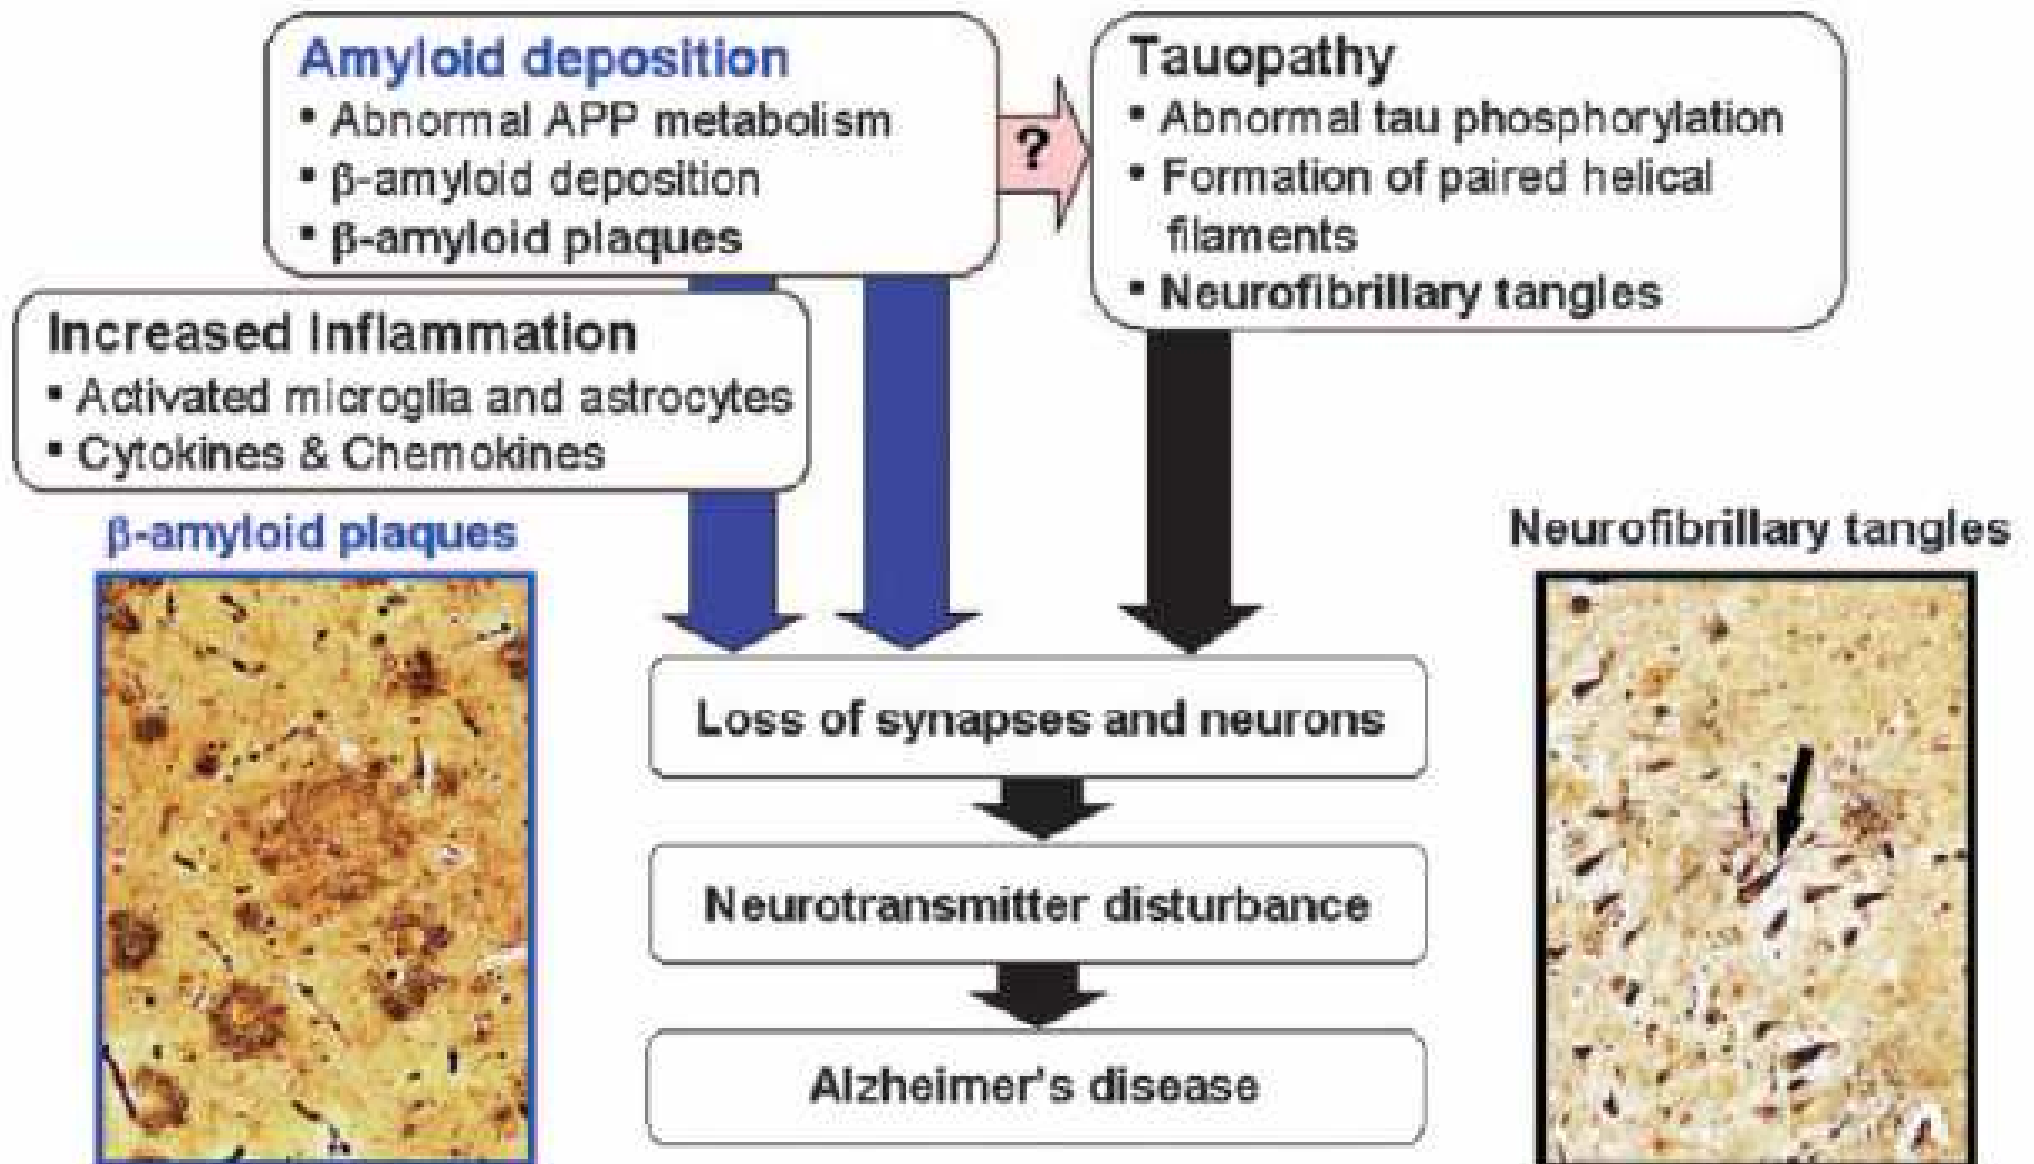 Amyloid deposition
▪ Abnormal APP metabolism
▪ β-amyloid deposition
▪ β-amyloid plaques
?
Tauopathy
▪ Abnormal tau phosphorylation
▪ Formation of paired helical
filaments
▪ Neurofibrillary tangles
Increased Inflammation
▪ Activated microglia and astrocytes
▪ Cytokines & Chemokines
β-amyloid plaques
Neurofibrillary tangles
Loss of synapses and neurons
Neurotransmitter disturbance
Alzheimer's disease